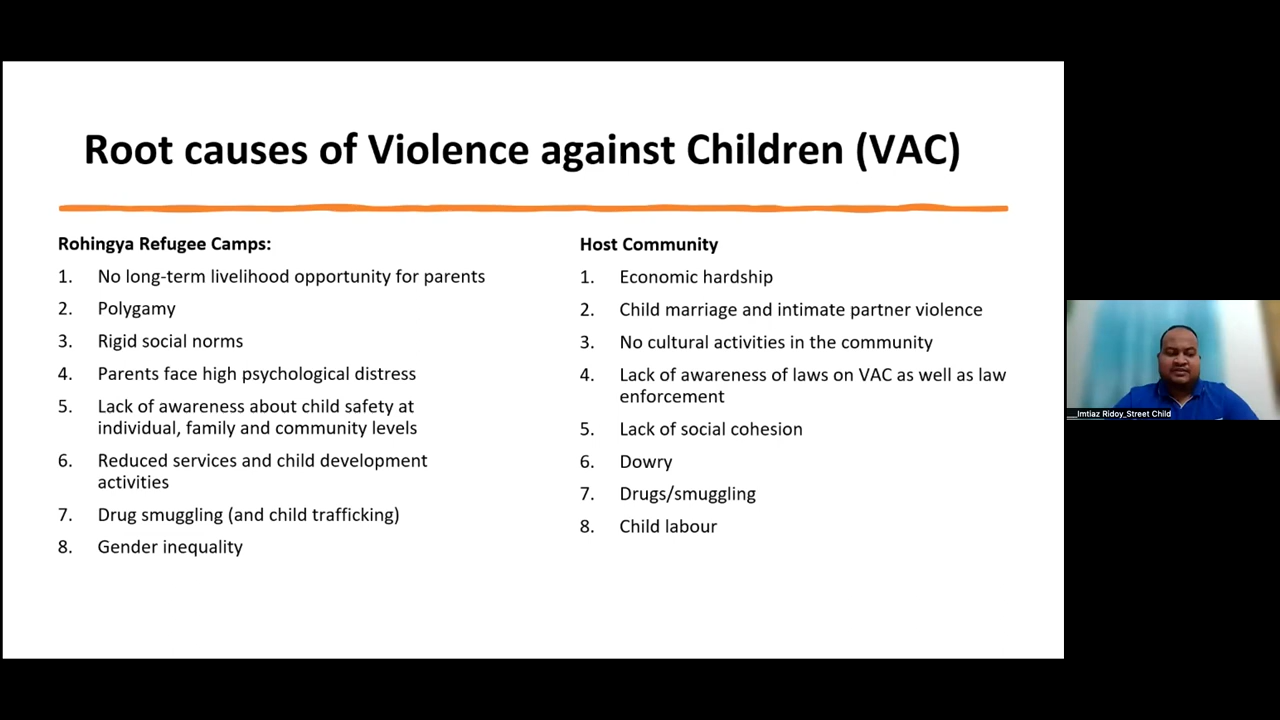 Root causes of Violence against Children (VAC)
Rohingya Refugee Camps:
1. No long-term livelihood opportunity for parents
2. Polygamy
3. Rigid social norms
4. Parents face high psychological distress
5. Lack of awareness about child safety at
individual, family and community levels
6. Reduced services and child development
activities
7. Drug smuggling (and child trafficking)
8. Gender inequality
Host Community
1. Economic hardship
2. Child marriage and intimate partner violence
3. No cultural activities in the community
4. Lack of awareness of laws on VAC as well as law
enforcement
5. Lack of social cohesion
6. Dowry
7. Drugs/smuggling
8. Child labour
Imtiaz Ridoy_Street Child